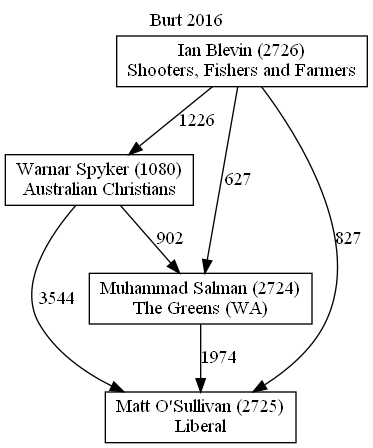 Burt 2016
Ian Blevin (2726)
Shooters, Fishers and Farmers
1226
Warnar Spyker (1080)
Australian Christians
627
827
902
3544
Muhammad Salman (2724)
The Greens (WA)
1974
Matt O'Sullivan (2725)
Liberal